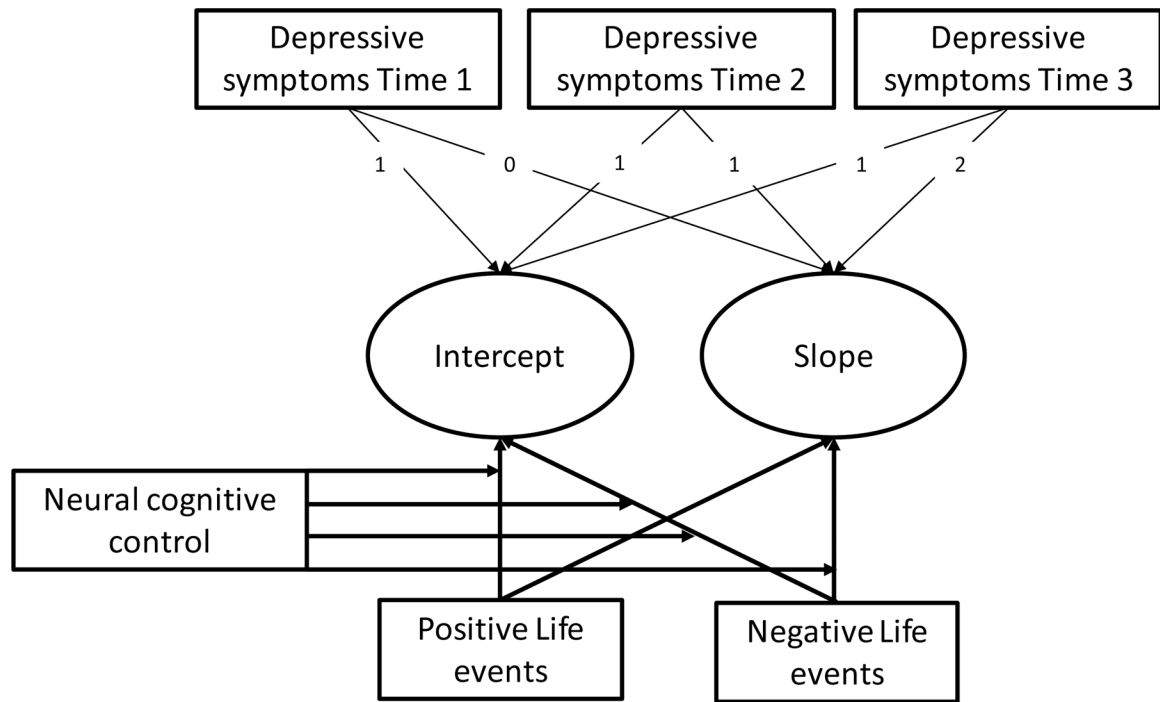 Depressive
symptoms Time 1
Depressive
symptoms Time 2
Depressive
symptoms Time 3
1
0
1
1
1
2
Intercept
Slope
Neural cognitive
control
Positive Life
events
Negative Life
events